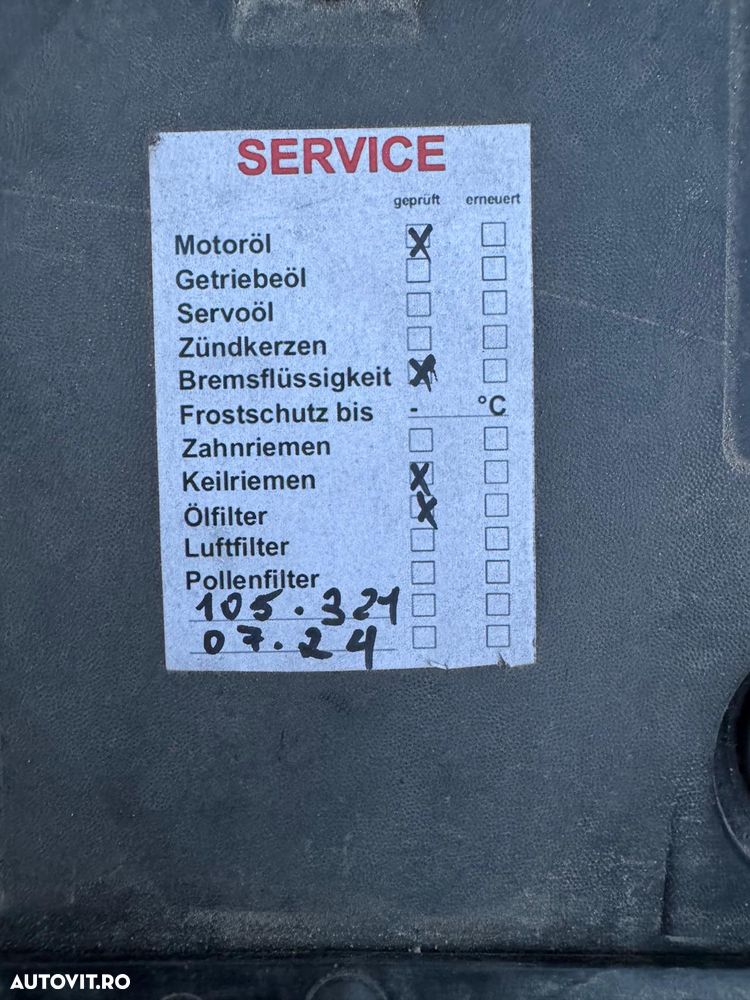 SERVICE
geprüft erneuert
Motoröl X
Getriebeöl
Servoöl
Zündkerzen
Bremsflüssigkeit X
Frostschutz bis - °C
Zahnriemen
Keilriemen X
Ölfilter X
Luftfilter
Pollenfilter
105.321
07.24
AUTOVIT.RO